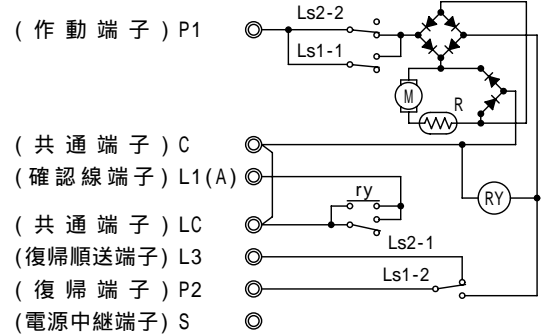 (作動端子)P1
Ls2-2
Ls1-1
M
R
(共通端子)C
(確認線端子)L1(A)
ry
RY
(共通端子)LC
Ls2-1
(復帰順送端子)L3
Ls1-2
(復帰端子)P2
(電源中継端子)S